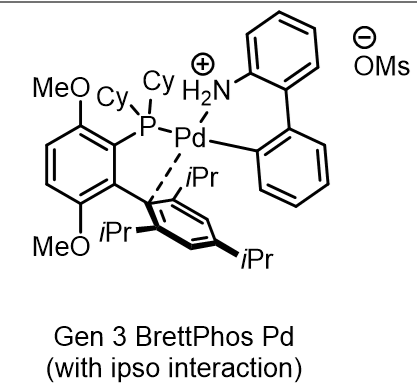 MeO
Cy
Cy
H2N
⊕
⊖
OMs
P
Pd
iPr
MeO
iPr
iPr
Gen 3 BrettPhos Pd
(with ipso interaction)